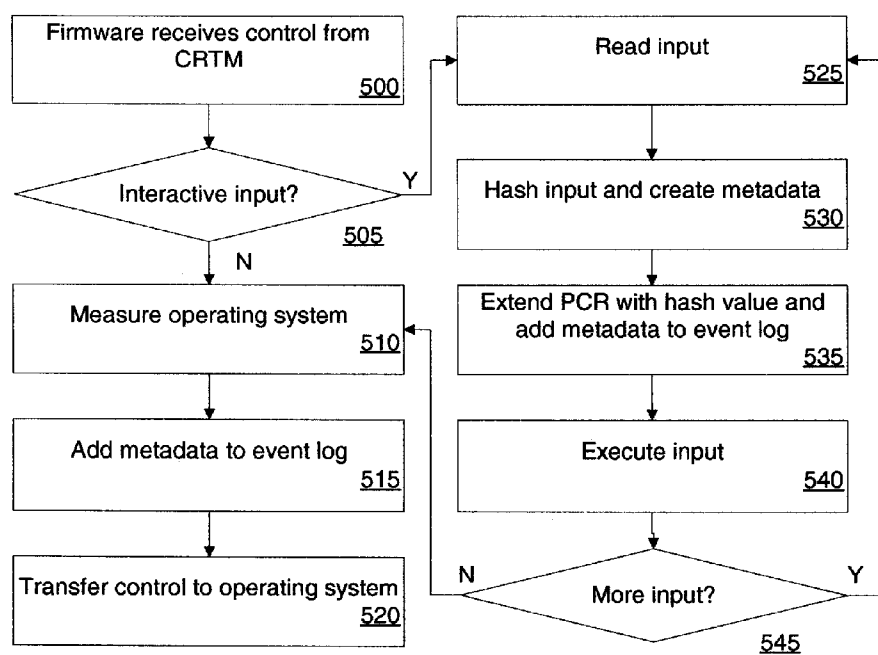 Firmware receives control from
CRTM
500
Interactive input?
Y
505
N
Measure operating system
510
Add metadata to event log
515
Transfer control to operating system
520
Read input
525
Hash input and create metadata
530
Extend PCR with hash value and
add metadata to event log
535
Execute input
540
N
More input?
Y
545